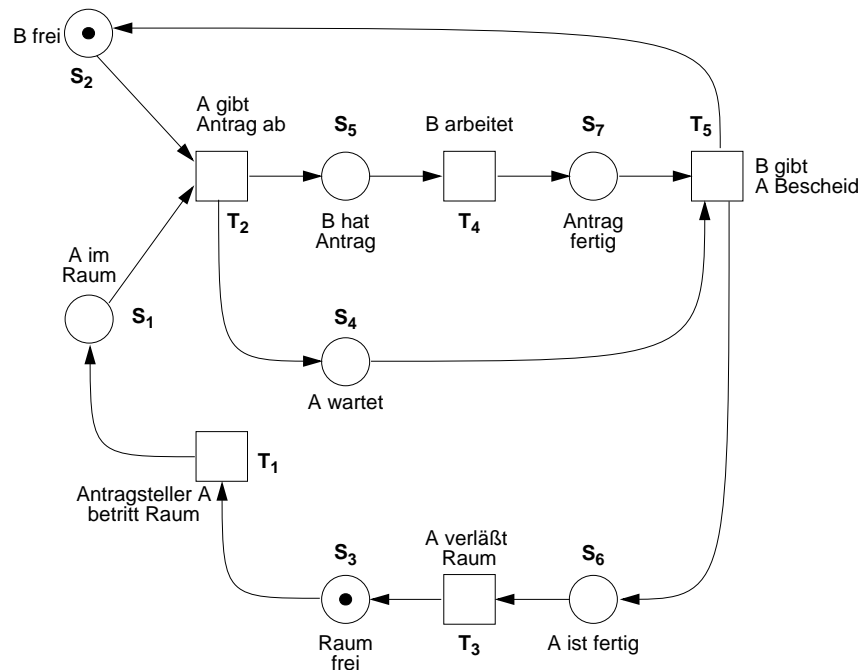 B frei
S2
A gibt
Antrag ab
S5
B arbeitet
S7
T5
B gibt
A Bescheid
T2
B hat
Antrag
T4
Antrag
fertig
A im
Raum
S1
S4
A wartet
T1
Antragsteller A
betritt Raum
S3
A verläßt
Raum
S6
Raum
frei
T3
A ist fertig